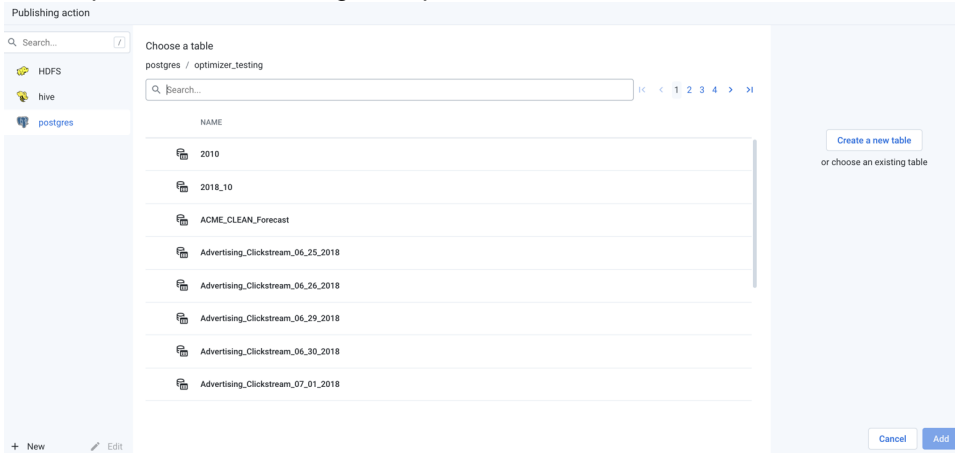 Publishing action
Search... /
HDFS
hive
postgres
+ New Edit
Choose a table
postgres / optimizer_testing
Search...
1 2 3 4
NAME
2010
2018_10
ACME_CLEAN_Forecast
Advertising_Clickstream_06_25_2018
Advertising_Clickstream_06_26_2018
Advertising_Clickstream_06_29_2018
Advertising_Clickstream_06_30_2018
Advertising_Clickstream_07_01_2018
Create a new table
or choose an existing table
Cancel Add